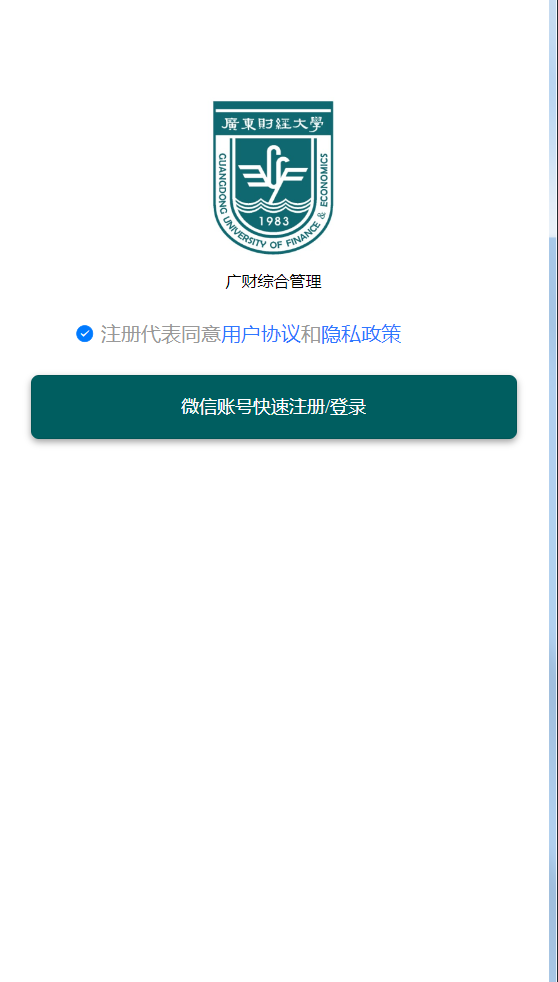 廣東財經大學
GUANGDONG UNIVERSITY OF FINANCE & ECONOMICS
1983
广财综合管理
注册代表同意用户协议和隐私政策
微信账号快速注册/登录